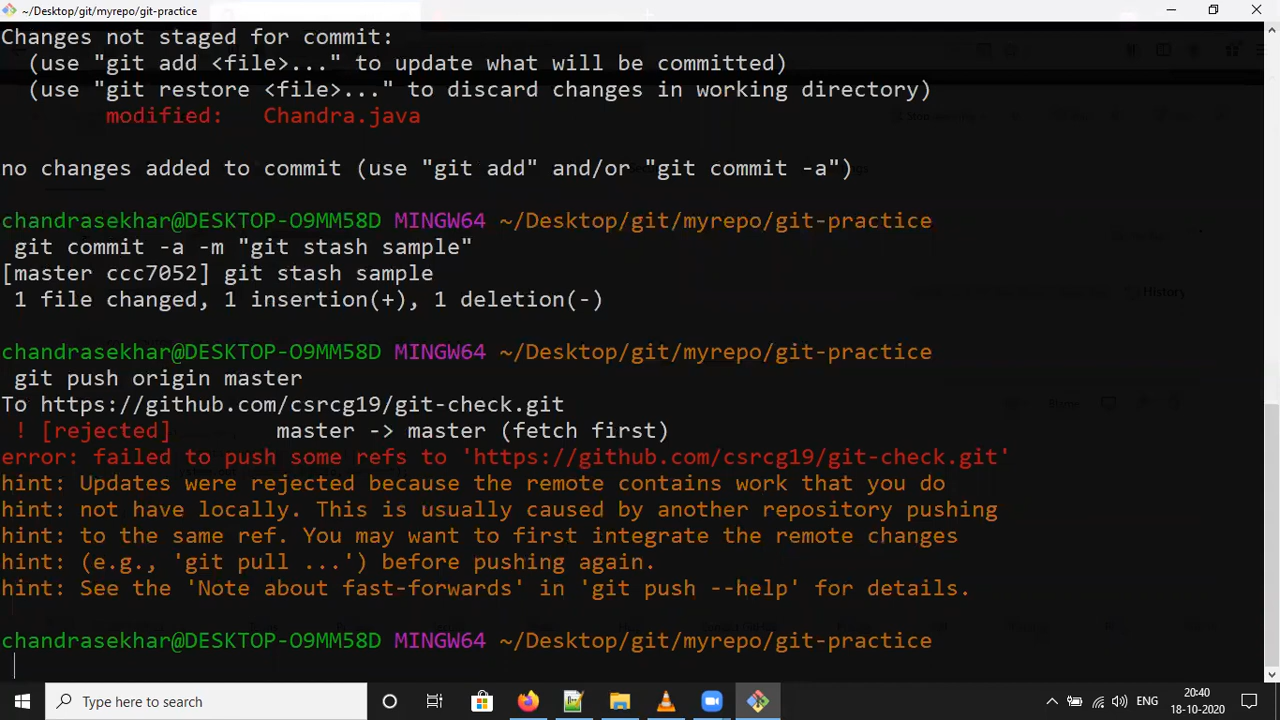 ~/Desktop/git/myrepo/git-practice
Changes not staged for commit:
(use "git add <file>..." to update what will be committed)
(use "git restore <file>..." to discard changes in working directory)
modified: Chandra.java
no changes added to commit (use "git add" and/or "git commit -a")
chandrasekhar@DESKTOP-O9MM58D MINGW64 ~/Desktop/git/myrepo/git-practice
git commit -a -m "git stash sample"
[master ccc7052] git stash sample
1 file changed, 1 insertion(+), 1 deletion(-)
History
chandrasekhar@DESKTOP-O9MM58D MINGW64 ~/Desktop/git/myrepo/git-practice
git push origin master
To https://github.com/csrcg19/git-check.git
! [rejected] master -> master (fetch first)
error: failed to push some refs to 'https://github.com/csrcg19/git-check.git'
hint: Updates were rejected because the remote contains work that you do
hint: not have locally. This is usually caused by another repository pushing
hint: to the same ref. You may want to first integrate the remote changes
hint: (e.g., 'git pull ...') before pushing again.
hint: See the 'Note about fast-forwards' in 'git push --help' for details.
chandrasekhar@DESKTOP-O9MM58D MINGW64 ~/Desktop/git/myrepo/git-practice
Type here to search
ENG
20:40
18-10-2020